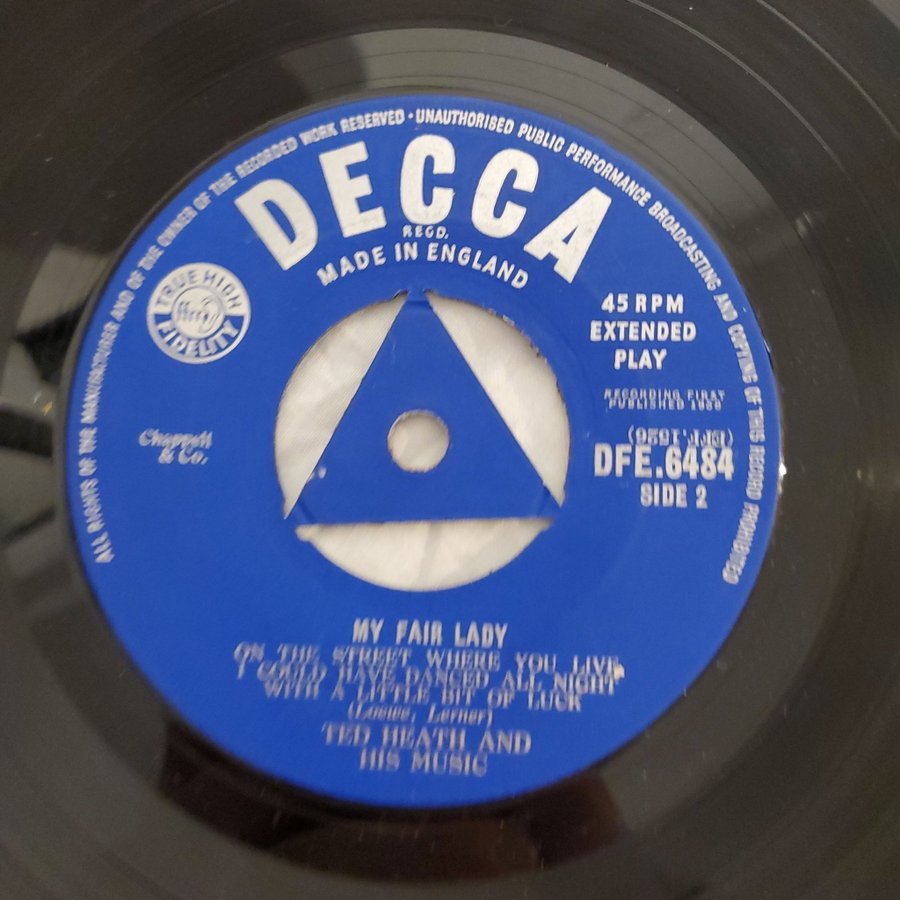 ALL RIGHTS OF THE MANUFACTURER AND OF THE OWNER OF THE RECORDED WORK RESERVED · UNAUTHORISED PUBLIC PERFORMANCE BROADCASTING AND COPYING OF THIS RECORD PROHIBITED
DECCA
REGD.
MADE IN ENGLAND
TRUE HIGH
FIDELITY
45 RPM
EXTENDED
PLAY
RECORDING FIRST
PUBLISHED
Chappell
& Co.
DFE.6484
SIDE 2
MY FAIR LADY
ON THE STREET WHERE YOU LIVE
I COULD HAVE DANCED ALL NIGHT
WITH A LITTLE BIT OF LUCK
(Loewe, Lerner)
TED HEATH AND
HIS MUSIC